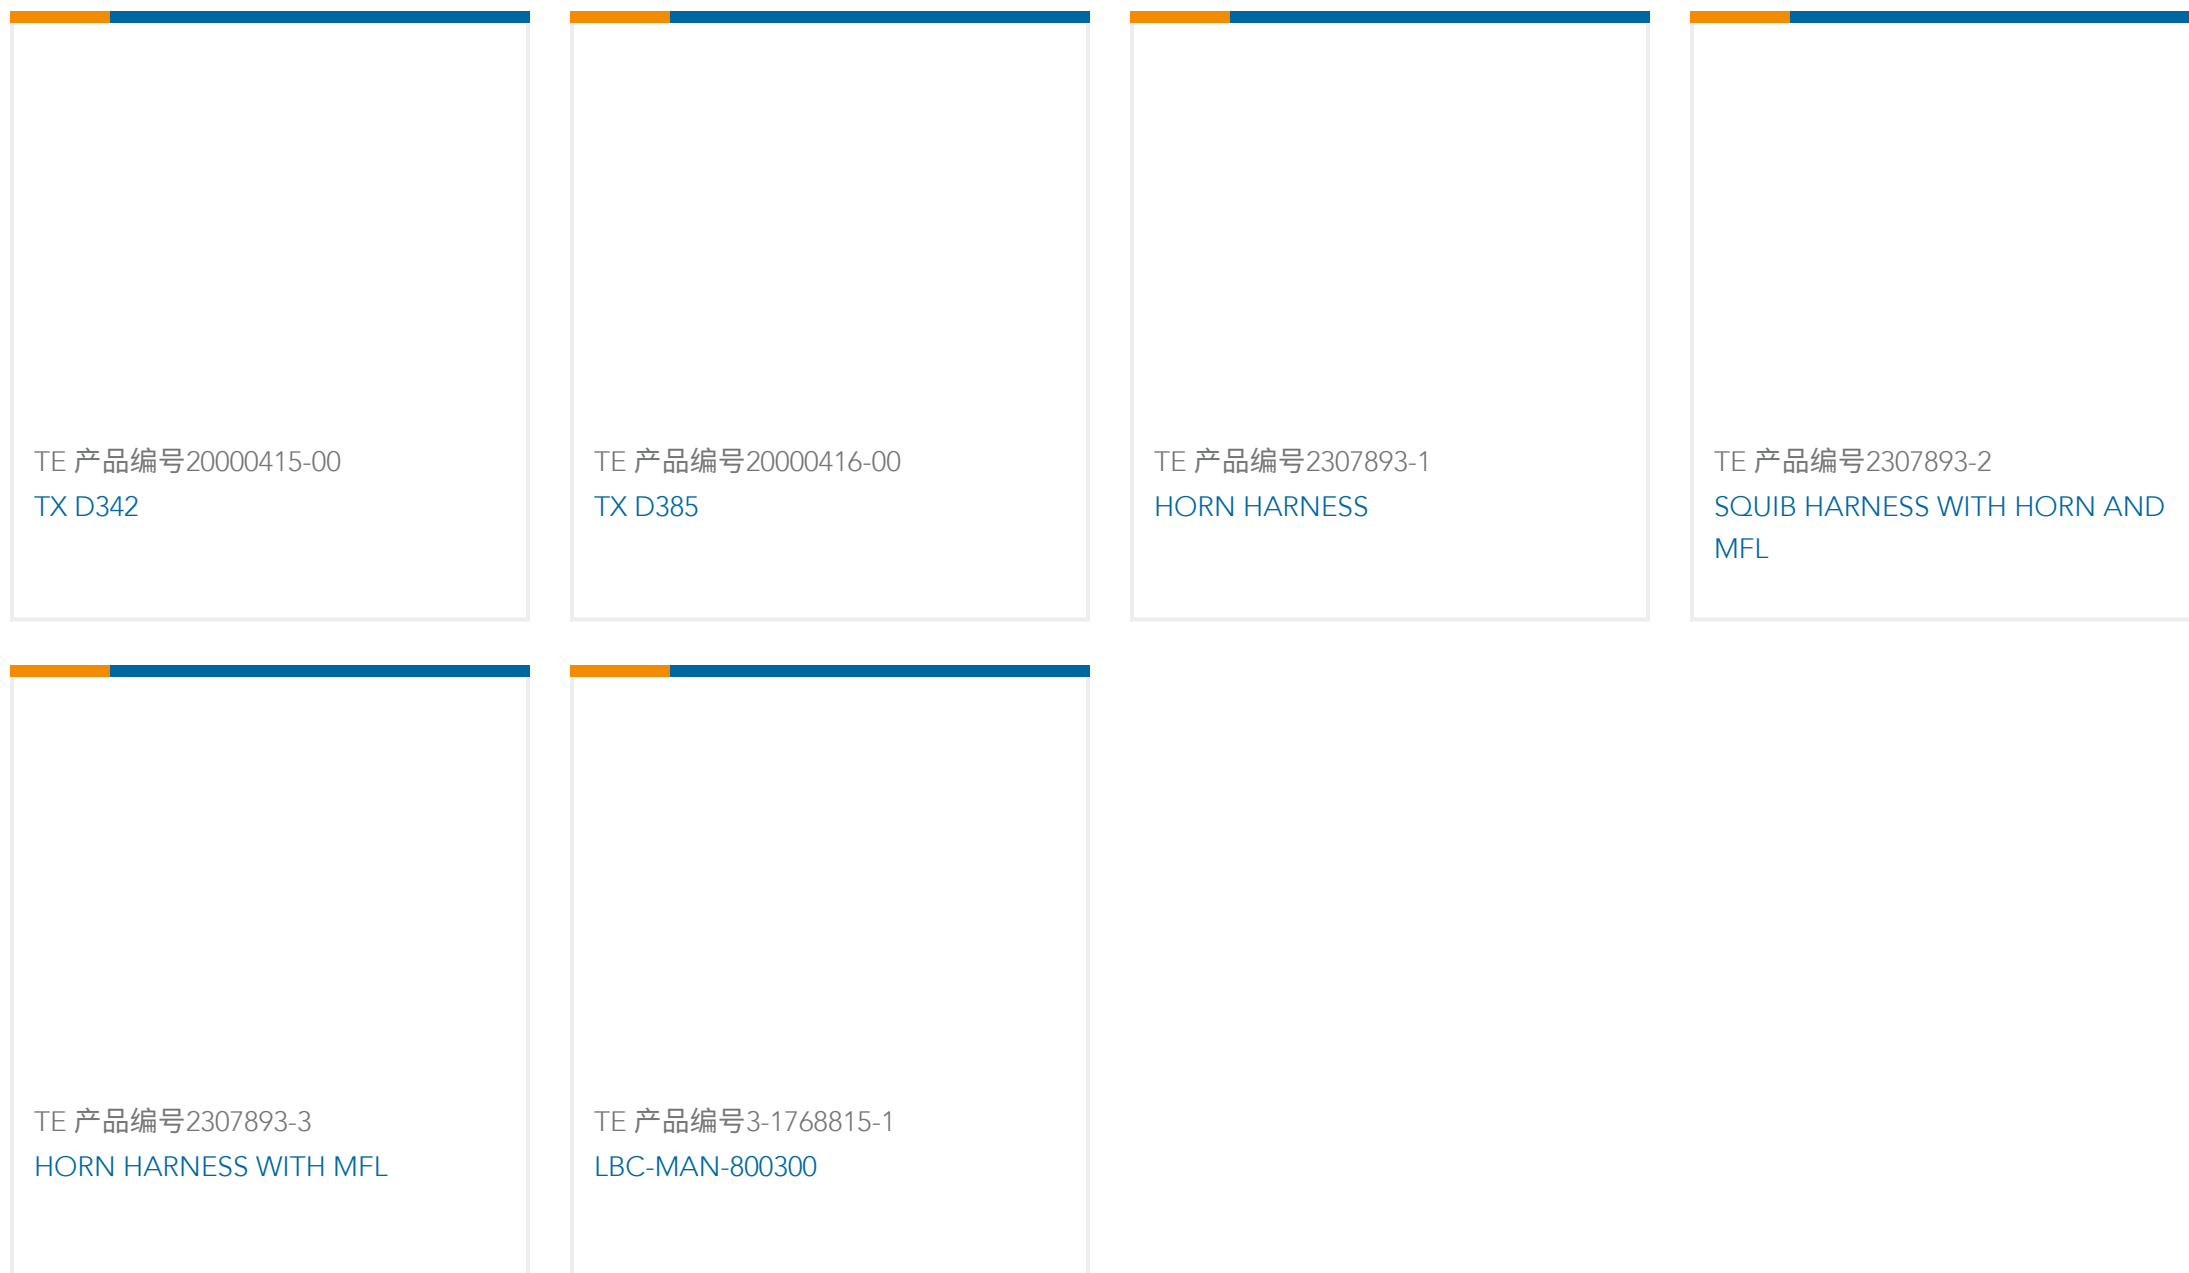 TE 产品编号20000415-00
TX D342
TE 产品编号20000416-00
TX D385
TE 产品编号2307893-1
HORN HARNESS
TE 产品编号2307893-2
SQUIB HARNESS WITH HORN AND
MFL
TE 产品编号2307893-3
HORN HARNESS WITH MFL
TE 产品编号3-1768815-1
LBC-MAN-800300